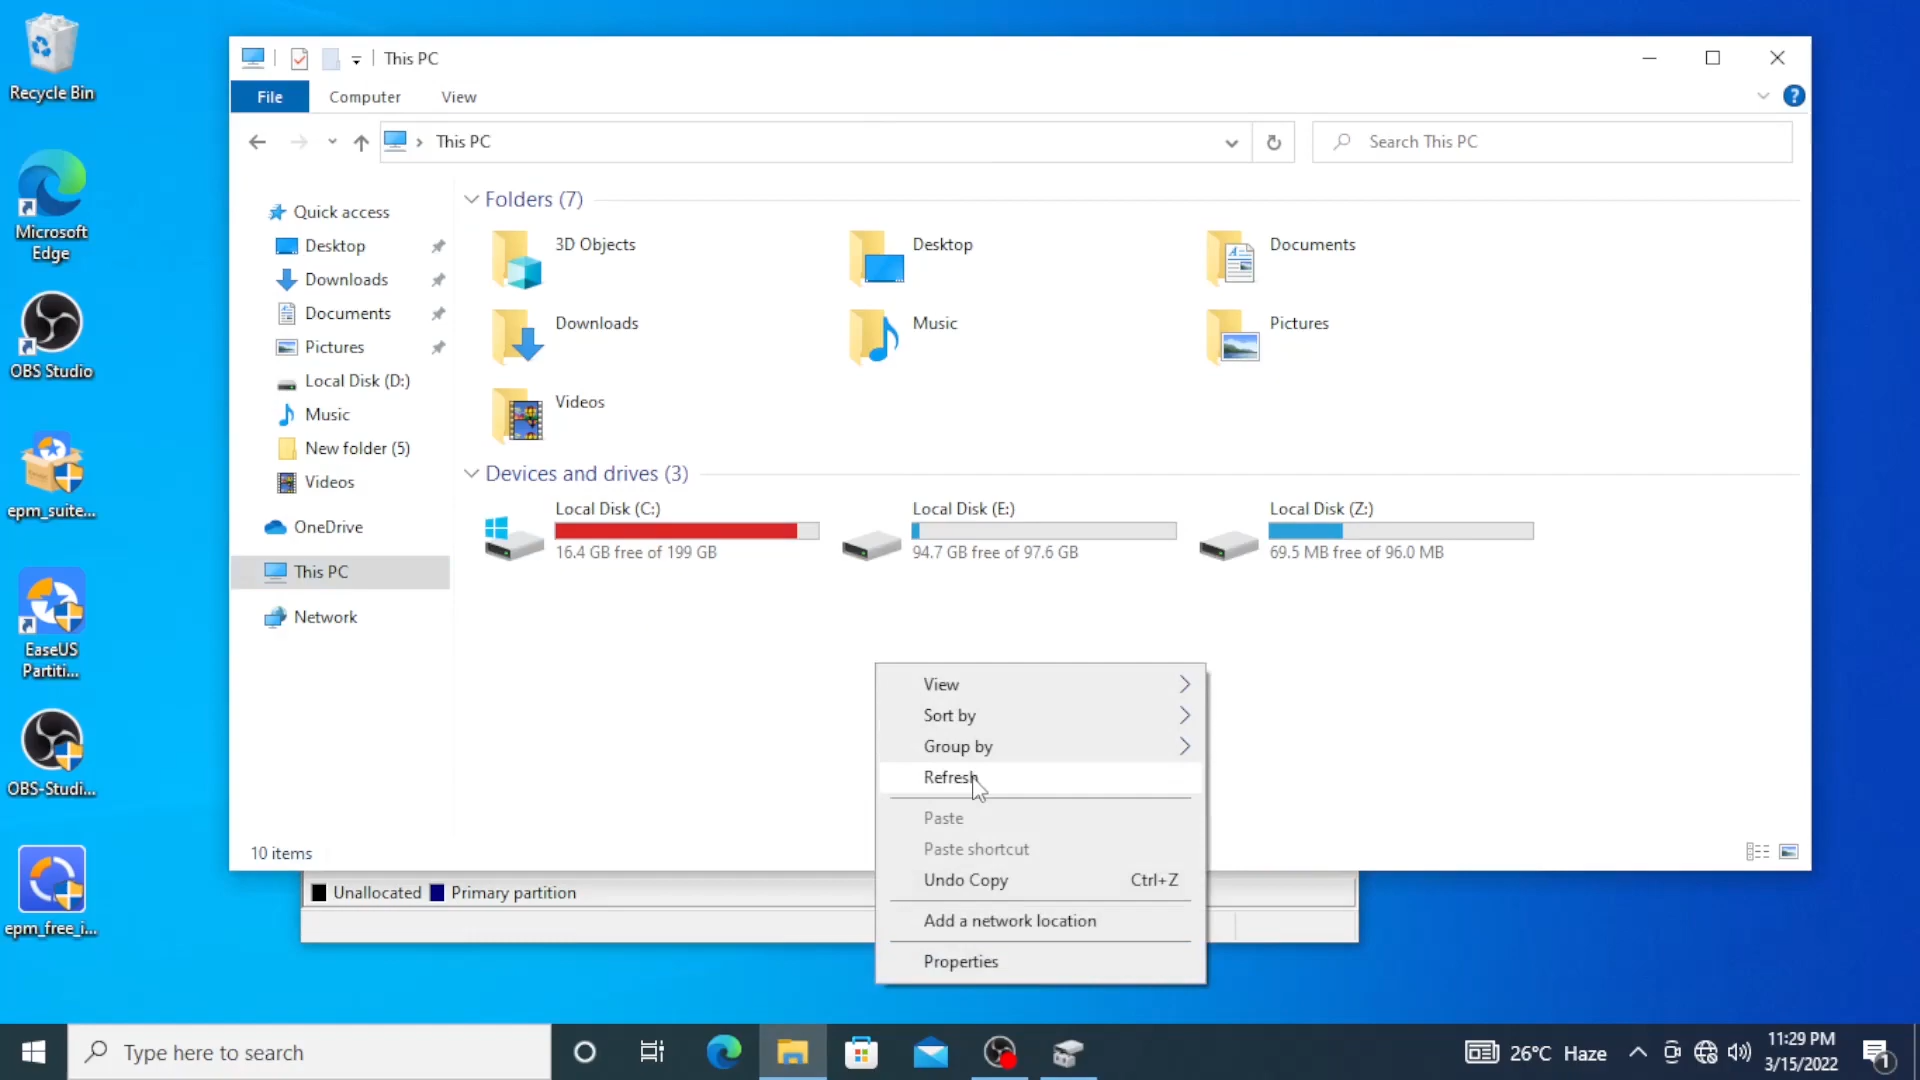 Recycle Bin
Microsoft
Edge
OBS Studio
epm_suite...
EaseUS
Partiti...
OBS-Studi...
epm_free_i...
This PC
File
Computer
View
?
This PC
Search This PC
Quick access
Desktop
Downloads
Documents
Pictures
Local Disk (D:)
Music
New folder (5)
Videos
OneDrive
This PC
Network
Folders (7)
3D Objects
Desktop
Documents
Downloads
Music
Pictures
Videos
Devices and drives (3)
Local Disk (C:)
16.4 GB free of 199 GB
Local Disk (E:)
94.7 GB free of 97.6 GB
Local Disk (Z:)
69.5 MB free of 96.0 MB
View
Sort by
Group by
Refresh
Paste
Paste shortcut
Undo Copy Ctrl+Z
Add a network location
Properties
10 items
Unallocated Primary partition
Type here to search
26°C Haze
11:29 PM
3/15/2022
1